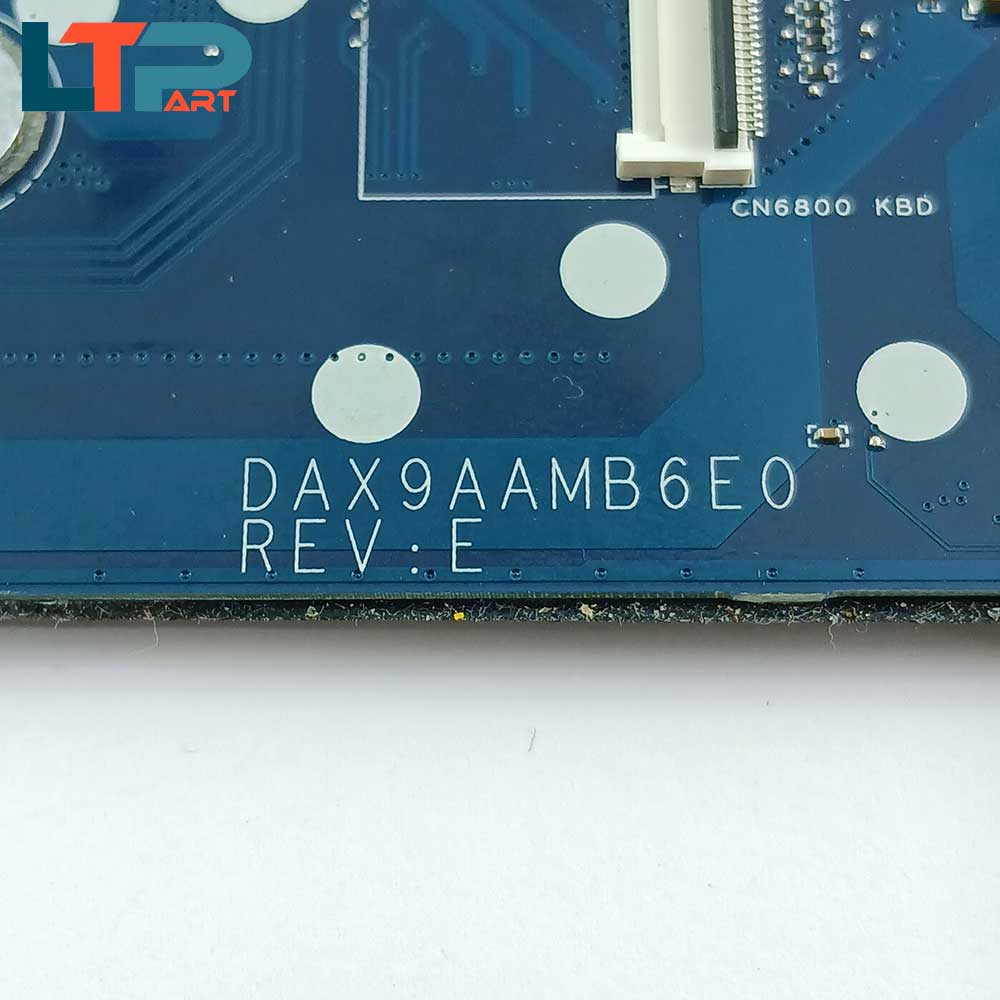 LTPART
CN6800 KBD
DAX9AAMB6E0
REV:E